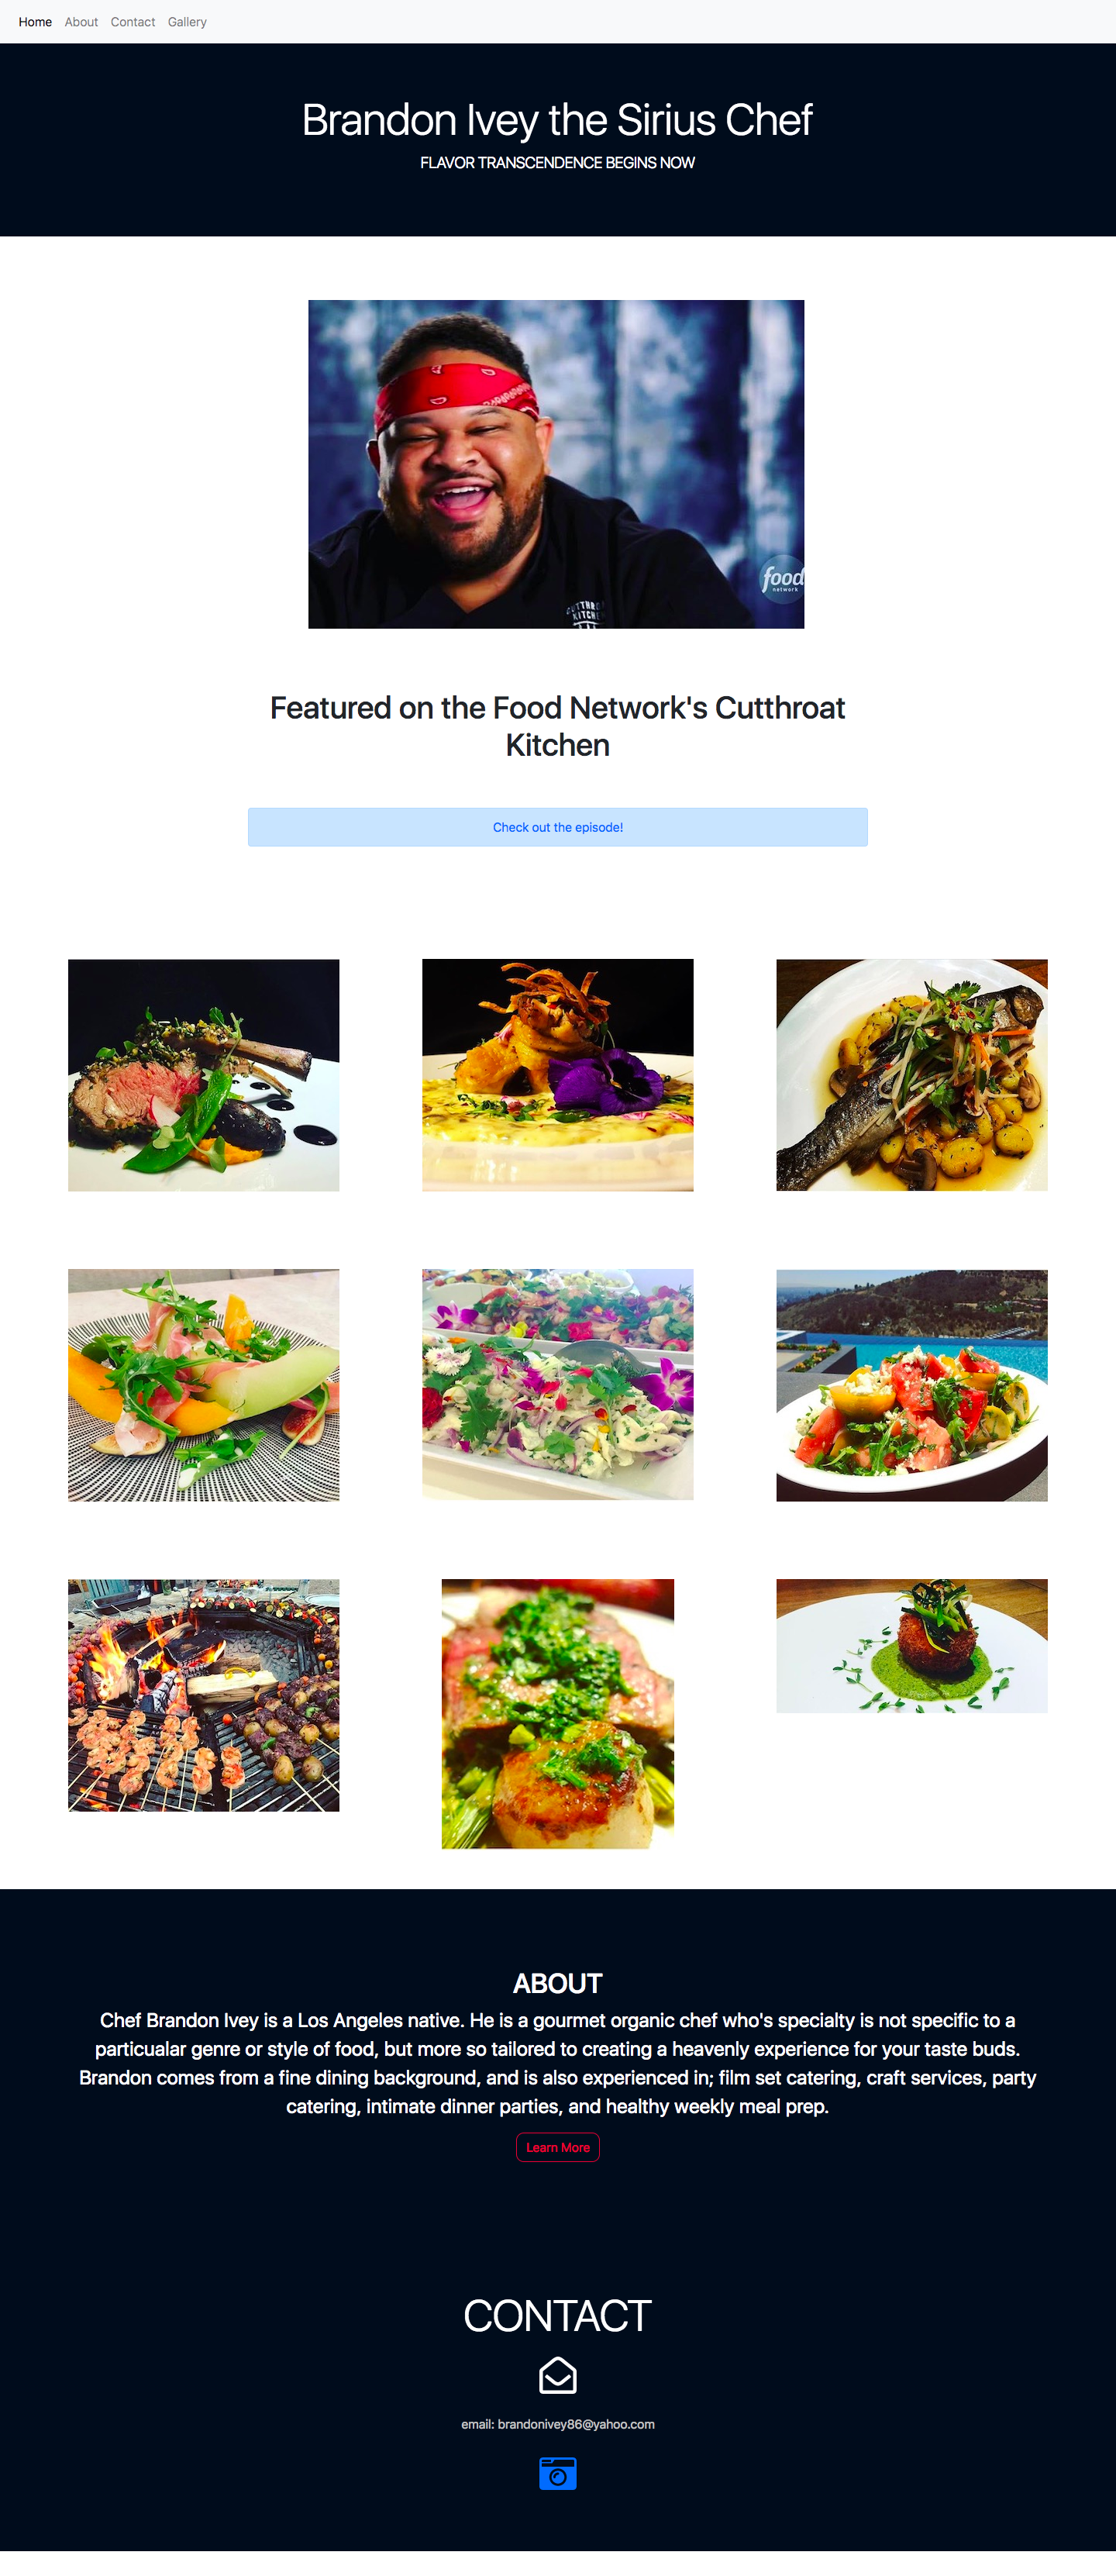 Home About Contact Gallery
Brandon Ivey the Sirius Chef
FLAVOR TRANSCENDENCE BEGINS NOW
food
network
CUTTHROAT
KITCHEN
Featured on the Food Network's Cutthroat
Kitchen
Check out the episode!
ABOUT
Chef Brandon Ivey is a Los Angeles native. He is a gourmet organic chef who's specialty is not specific to a
particualar genre or style of food, but more so tailored to creating a heavenly experience for your taste buds.
Brandon comes from a fine dining background, and is also experienced in; film set catering, craft services, party
catering, intimate dinner parties, and healthy weekly meal prep.
Learn More
CONTACT
email: brandonivey86@yahoo.com